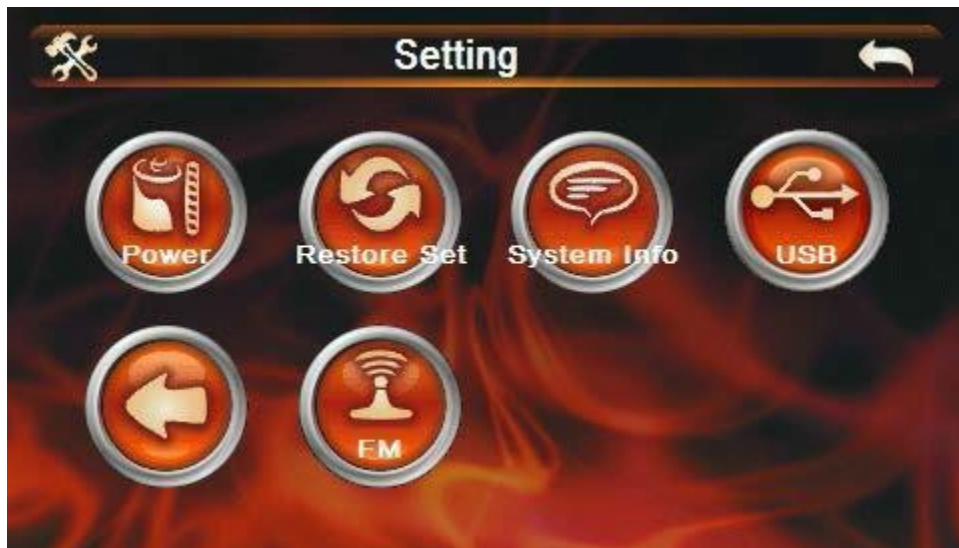 Setting
Power
Restore Set
System Info
USB
FM